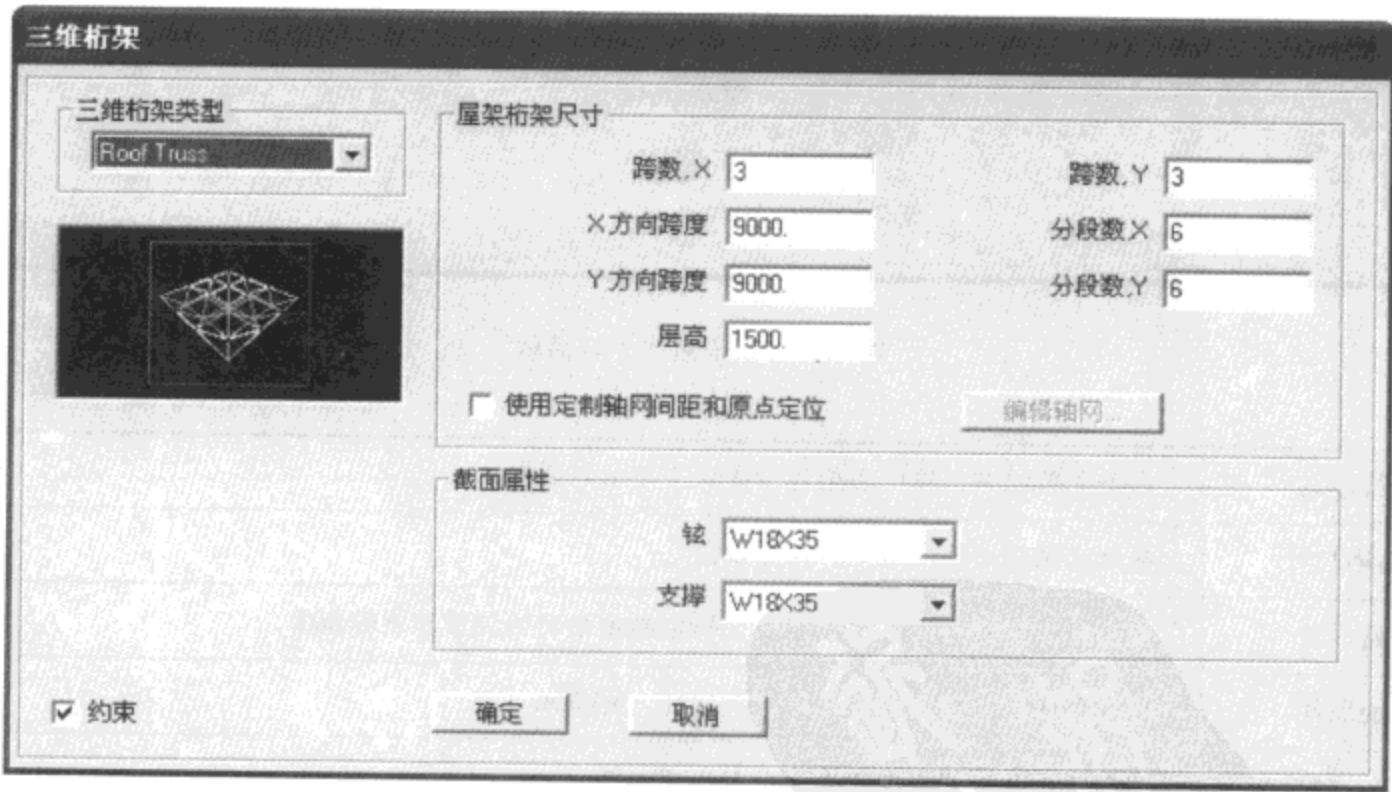 三维桁架
三维桁架类型
Roof Truss
屋架桁架尺寸
跨数,X 3
跨数,Y 3
X方向跨度 9000.
分段数X 6
Y方向跨度 9000.
分段数,Y 6
层高 1500.
使用定制轴网间距和原点定位
编辑轴网...
截面属性
铉 W18X35
支撑 W18X35
约束
确定
取消